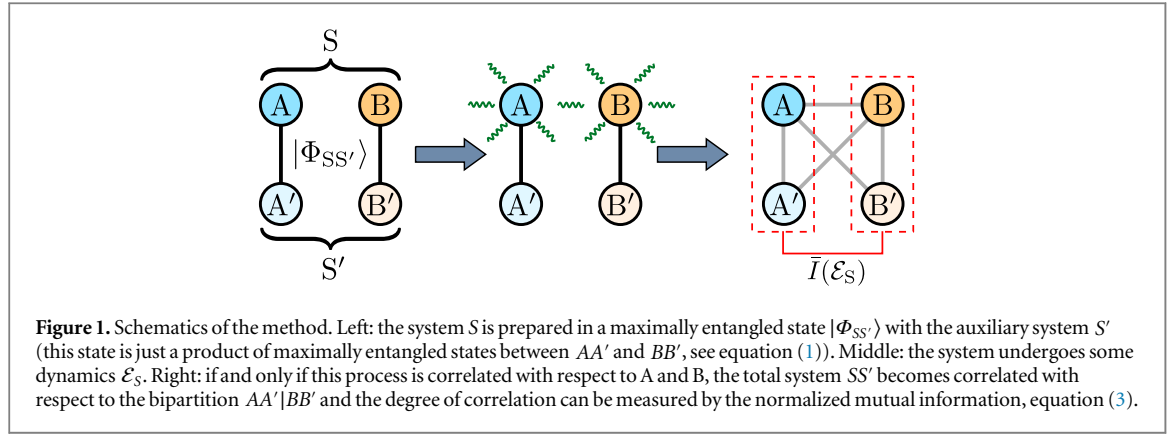 S
A B A B A B
|Φ_SS′⟩
A′ B′ A′ B′ A′ B′
S′
Ī(ℰ_S)
Figure 1. Schematics of the method. Left: the system S is prepared in a maximally entangled state |Φ_SS′⟩ with the auxiliary system S′
(this state is just a product of maximally entangled states between AA′ and BB′, see equation (1)). Middle: the system undergoes some
dynamics ℰ_S. Right: if and only if this process is correlated with respect to A and B, the total system SS′ becomes correlated with
respect to the bipartition AA′|BB′ and the degree of correlation can be measured by the normalized mutual information, equation (3).